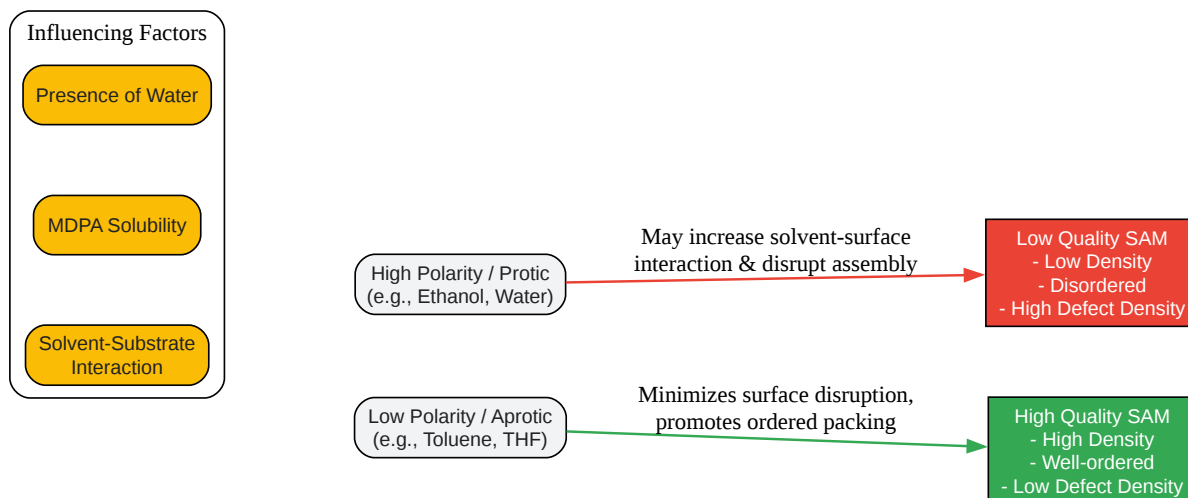 Influencing Factors
Presence of Water
MDPA Solubility
Solvent-Substrate
Interaction
High Polarity / Protic
(e.g., Ethanol, Water)
May increase solvent-surface
interaction & disrupt assembly
Low Quality SAM
- Low Density
- Disordered
- High Defect Density
Low Polarity / Aprotic
(e.g., Toluene, THF)
Minimizes surface disruption,
promotes ordered packing
High Quality SAM
- High Density
- Well-ordered
- Low Defect Density